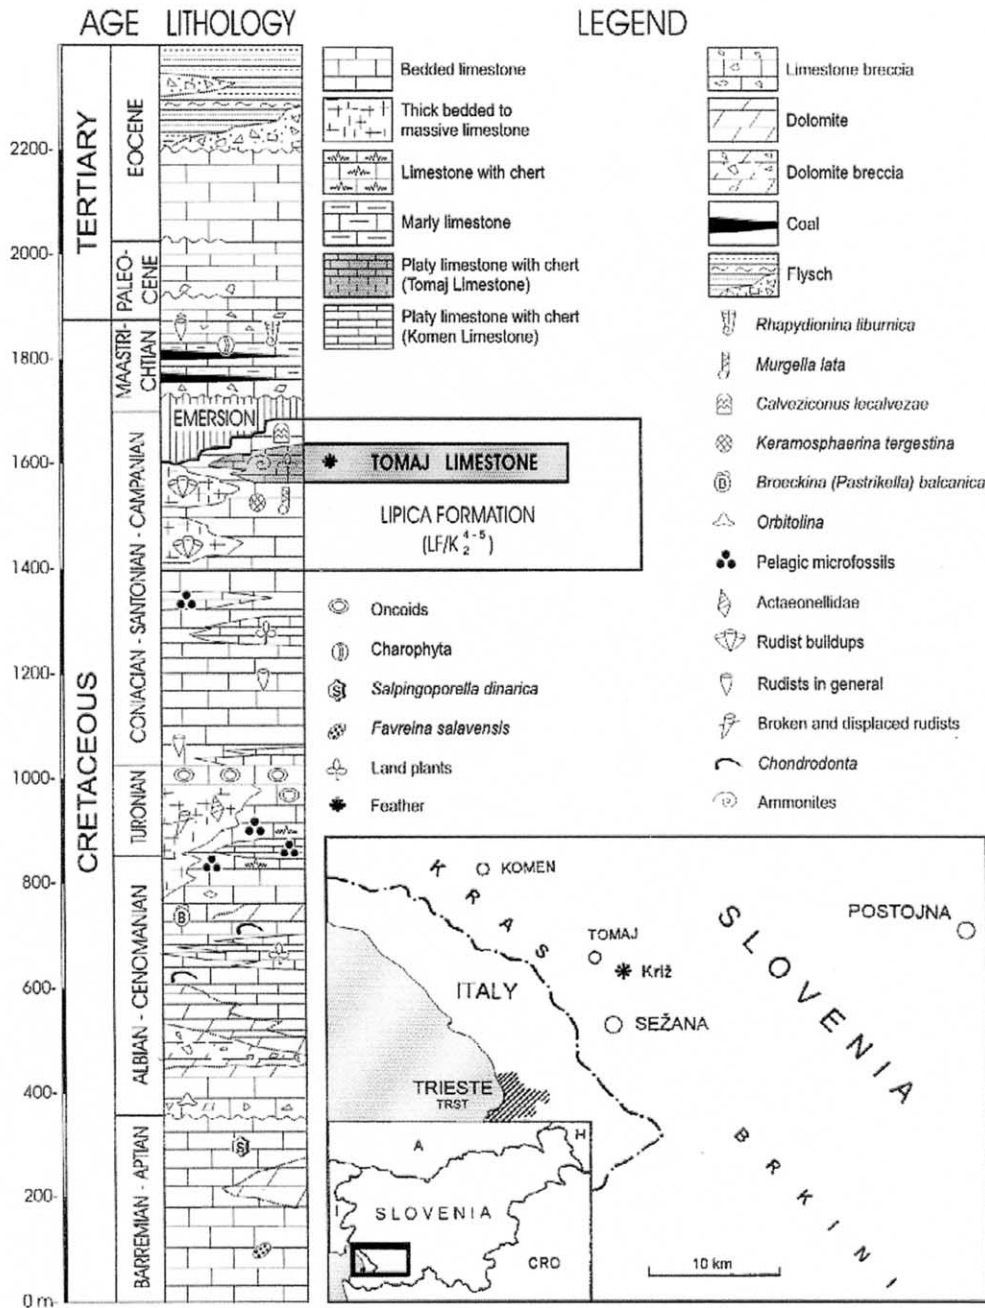 AGE LITHOLOGY
LEGEND
TERTIARY
CRETACEOUS
EOCENE
PALEO-
CENE
MAASTRI-
CHTIAN
CONIACIAN - SANTONIAN - CAMPANIAN
TURONIAN
ALBIAN - CENOMANIAN
BARREMIAN - APTIAN
2200-
2000-
1800-
1600-
1400-
1200-
1000-
800-
600-
400-
200-
0 m-
EMERSION
B
S
Bedded limestone
Thick bedded to
massive limestone
Limestone with chert
Marly limestone
Platy limestone with chert
(Tomaj Limestone)
Platy limestone with chert
(Komen Limestone)
Limestone breccia
Dolomite
Dolomite breccia
Coal
Flysch
Rhapydionina liburnica
Murgella lata
Calveziconus lecalvezae
Keramosphaerina tergestina
B Broeckina (Pastrikella) balcanica
Orbitolina
Pelagic microfossils
Actaeonellidae
Rudist buildups
Rudists in general
Broken and displaced rudists
Chondrodonta
Ammonites
TOMAJ LIMESTONE
LIPICA FORMATION
(LF/K₂⁴⁻⁵)
Oncoids
Charophyta
S Salpingoporella dinarica
Favreina salavensis
Land plants
Feather
KOMEN
KRAS
TOMAJ
Križ
ITALY
SEŽANA
SLOVENIA
POSTOJNA
TRIESTE
TRST
BRKINI
10 km
A
H
I
SLOVENIA
CRO